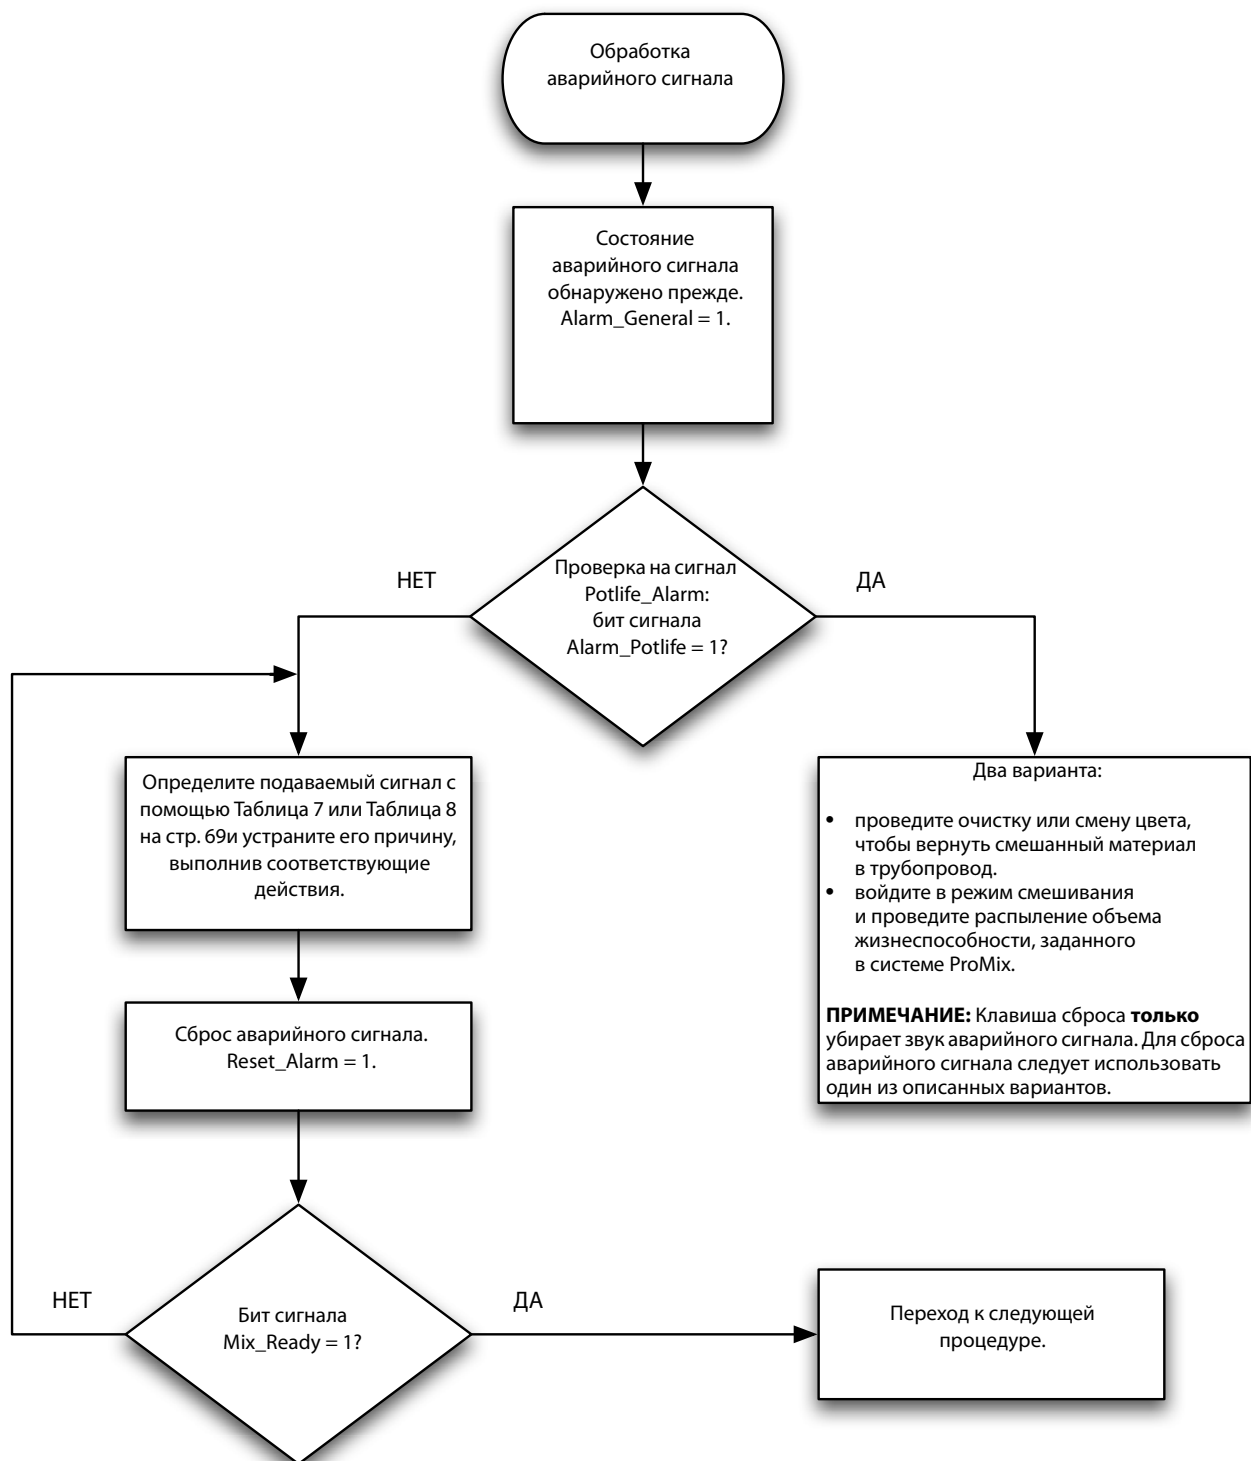 Обработка
аварийного сигнала
Состояние
аварийного сигнала
обнаружено прежде.
Alarm_General = 1.
НЕТ
Проверка на сигнал
Potlife_Alarm:
бит сигнала
Alarm_Potlife = 1?
ДА
Определите подаваемый сигнал с
помощью Таблица 7 или Таблица 8
на стр. 69и устраните его причину,
выполнив соответствующие
действия.
Два варианта:
• проведите очистку или смену цвета,
чтобы вернуть смешанный материал
в трубопровод.
• войдите в режим смешивания
и проведите распыление объема
жизнеспособности, заданного
в системе ProMix.
ПРИМЕЧАНИЕ: Клавиша сброса только
убирает звук аварийного сигнала. Для сброса
аварийного сигнала следует использовать
один из описанных вариантов.
Сброс аварийного сигнала.
Reset_Alarm = 1.
НЕТ
Бит сигнала
Mix_Ready = 1?
ДА
Переход к следующей
процедуре.